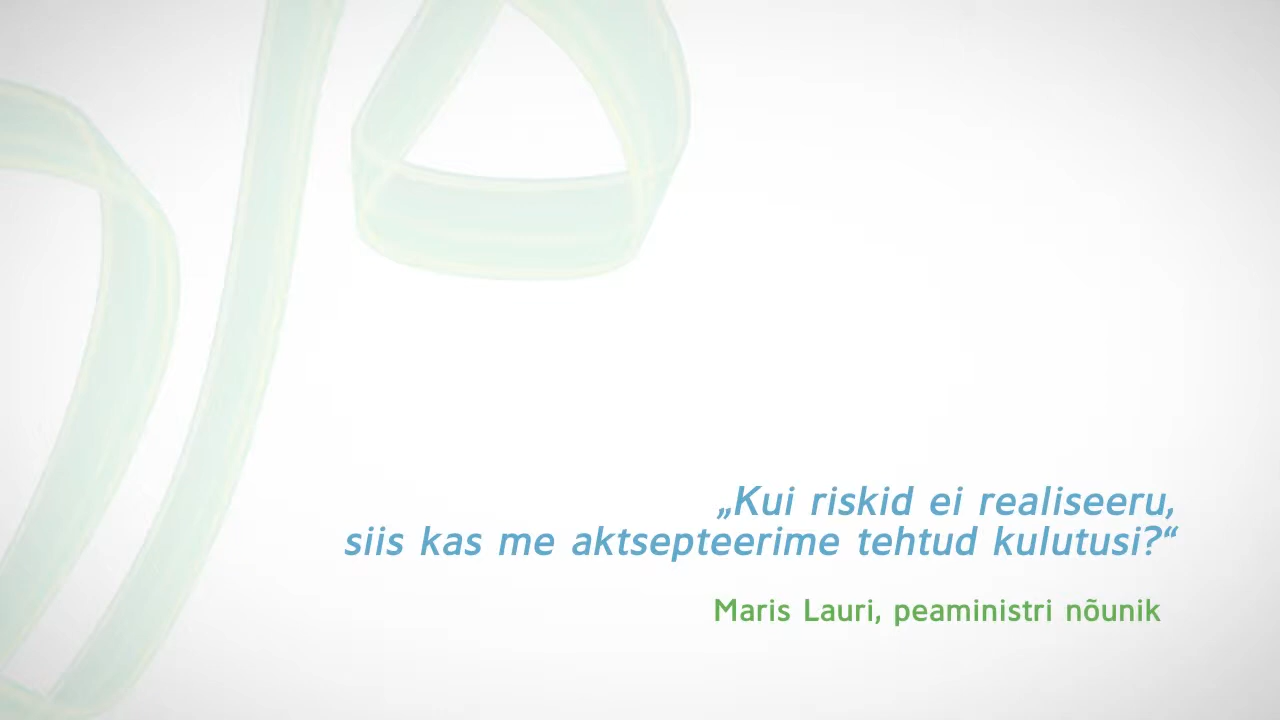 „Kui riskid ei realiseeru,
siis kas me aktsepteerime tehtud kulutusi?“
Maris Lauri, peaministri nõunik